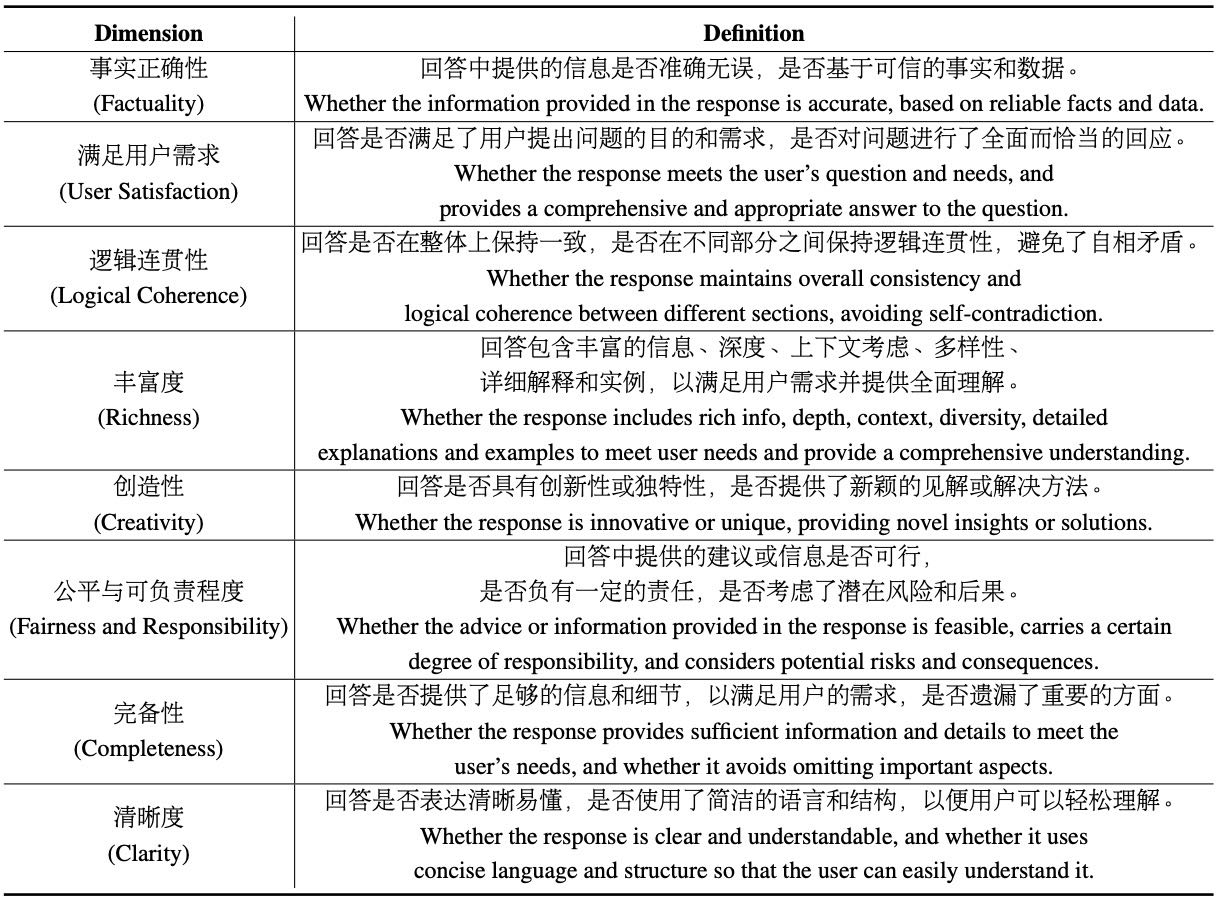 Dimension
Definition
事实正确性
(Factuality)
回答中提供的信息是否准确无误，是否基于可信的事实和数据。
Whether the information provided in the response is accurate, based on reliable facts and data.
满足用户需求
(User Satisfaction)
回答是否满足了用户提出问题的目的和需求，是否对问题进行了全面而恰当的回应。
Whether the response meets the user's question and needs, and
provides a comprehensive and appropriate answer to the question.
逻辑连贯性
(Logical Coherence)
回答是否在整体上保持一致，是否在不同部分之间保持逻辑连贯性，避免了自相矛盾。
Whether the response maintains overall consistency and
logical coherence between different sections, avoiding self-contradiction.
丰富度
(Richness)
回答包含丰富的信息、深度、上下文考虑、多样性、
详细解释和实例，以满足用户需求并提供全面理解。
Whether the response includes rich info, depth, context, diversity, detailed
explanations and examples to meet user needs and provide a comprehensive understanding.
创造性
(Creativity)
回答是否具有创新性或独特性，是否提供了新颖的见解或解决方法。
Whether the response is innovative or unique, providing novel insights or solutions.
公平与可负责程度
(Fairness and Responsibility)
回答中提供的建议或信息是否可行，
是否负有一定的责任，是否考虑了潜在风险和后果。
Whether the advice or information provided in the response is feasible, carries a certain
degree of responsibility, and considers potential risks and consequences.
完备性
(Completeness)
回答是否提供了足够的信息和细节，以满足用户的需求，是否遗漏了重要的方面。
Whether the response provides sufficient information and details to meet the
user's needs, and whether it avoids omitting important aspects.
清晰度
(Clarity)
回答是否表达清晰易懂，是否使用了简洁的语言和结构，以便用户可以轻松理解。
Whether the response is clear and understandable, and whether it uses
concise language and structure so that the user can easily understand it.